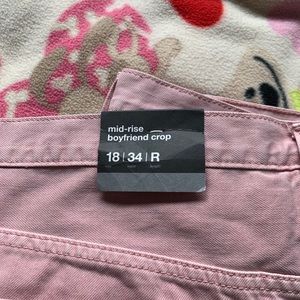 mid-rise
boyfriend crop
18 | 34 | R